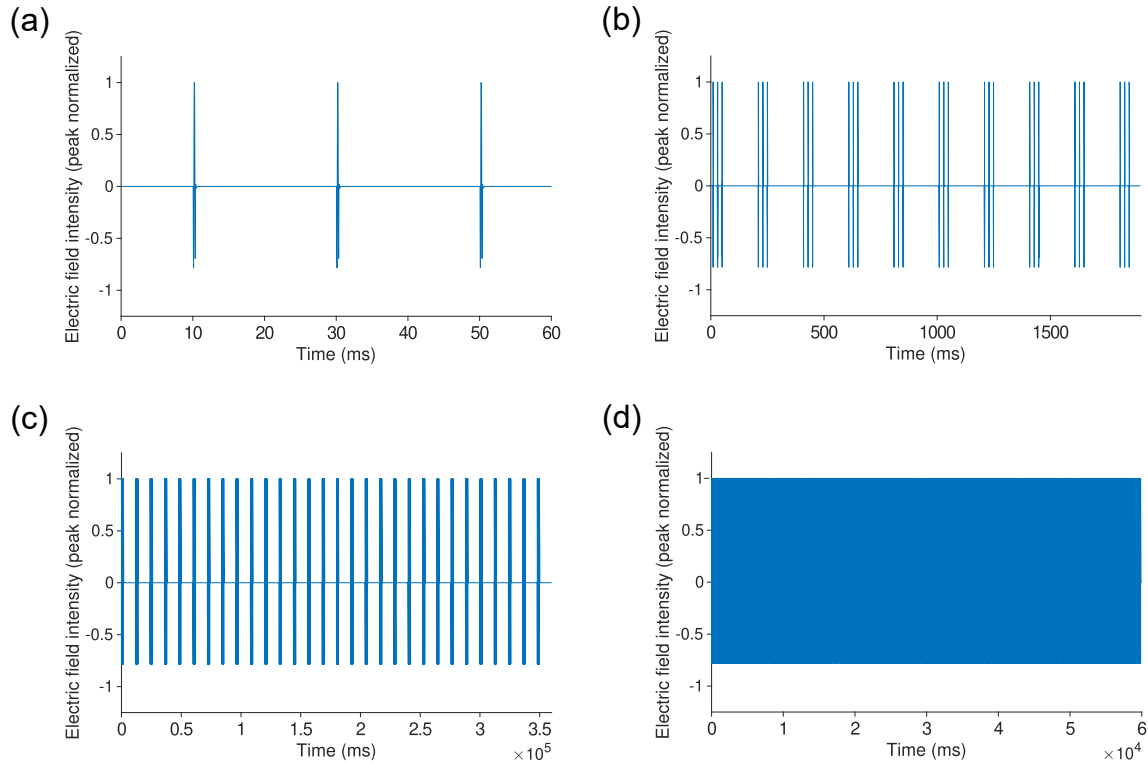 (a)
Electric field intensity (peak normalized)
1
0.5
0
-0.5
-1
0 10 20 30 40 50 60
Time (ms)
(b)
Electric field intensity (peak normalized)
1
0.5
0
-0.5
-1
0 500 1000 1500
Time (ms)
(c)
Electric field intensity (peak normalized)
1
0.5
0
-0.5
-1
0 0.5 1 1.5 2 2.5 3 3.5
Time (ms)
×10⁵
(d)
Electric field intensity (peak normalized)
1
0.5
0
-0.5
-1
0 1 2 3 4 5 6
Time (ms)
×10⁴